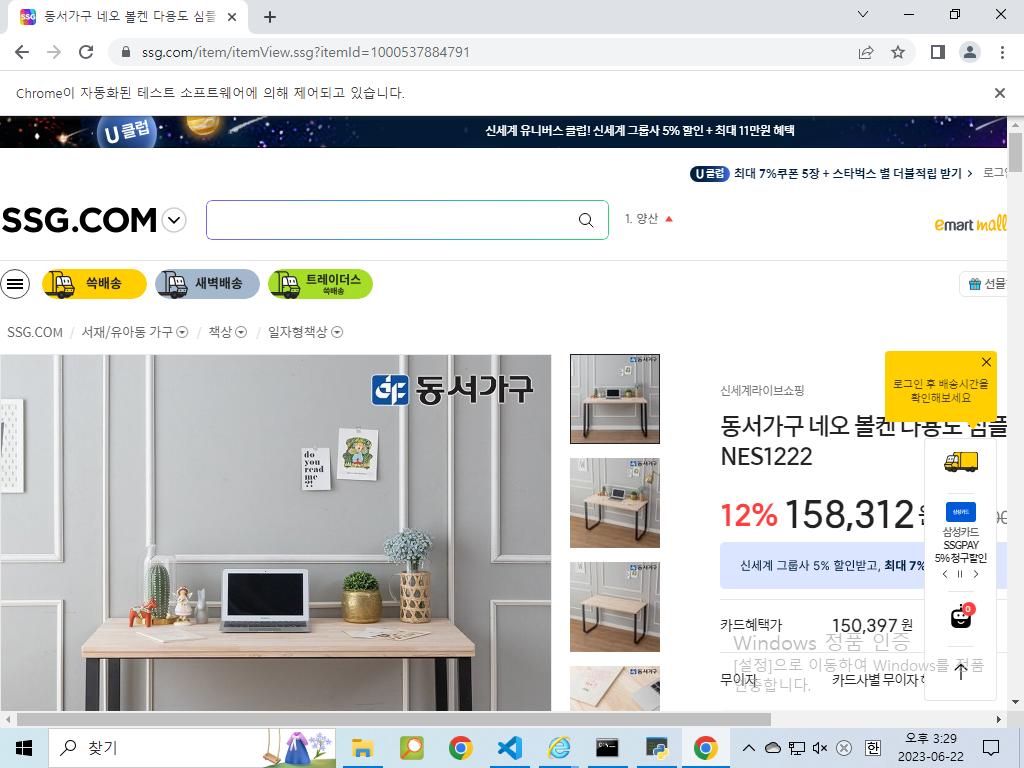 동서가구 네오 볼켄 다용도 심플
ssg.com/item/itemView.ssg?itemId=1000537884791
Chrome이 자동화된 테스트 소프트웨어에 의해 제어되고 있습니다.
U 클럽
신세계 유니버스 클럽! 신세계 그룹사 5% 할인 + 최대 11만원 혜택
U 클럽 최대 7%쿠폰 5장 + 스타벅스 별 더블적립 받기
SSG.COM
1. 양산
emart mall
쓱배송
새벽배송
트레이더스
쓱배송
선물
SSG.COM / 서재/유아동 가구 / 책상 / 일자형책상
동서가구
do
you
read
me
?!
로그인 후 배송시간을
확인해보세요
신세계라이브쇼핑
동서가구 네오 볼켄 다용도 심플
NES1222
12% 158,312
삼성카드
삼성카드
SSGPAY
5% 청구할인
신세계 그룹사 5% 할인받고, 최대 7%
0
카드혜택가 150,397 원
Windows 정품 인증
[설정]으로 이동하여 Windows를 정품
인증합니다.
무이자 카드사별 무이자
찾기
오후 3:29
2023-06-22
한